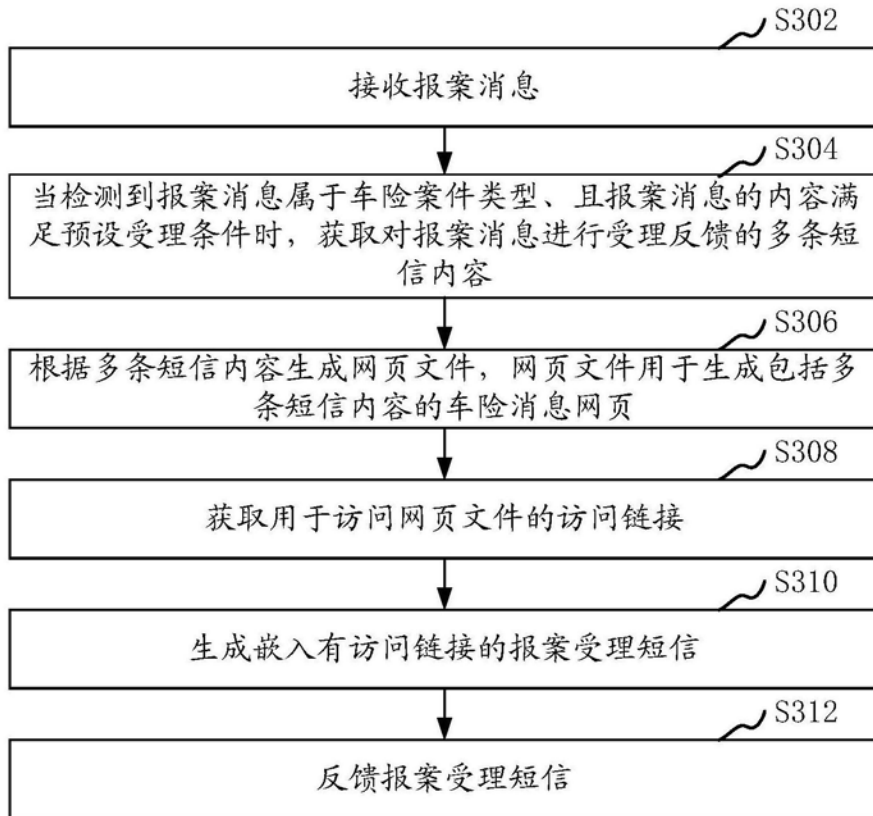 S302
接收报案消息
S304
当检测到报案消息属于车险案件类型、且报案消息的内容满
足预设受理条件时，获取对报案消息进行受理反馈的多条短
信内容
S306
根据多条短信内容生成网页文件，网页文件用于生成包括多
条短信内容的车险消息网页
S308
获取用于访问网页文件的访问链接
S310
生成嵌入有访问链接的报案受理短信
S312
反馈报案受理短信